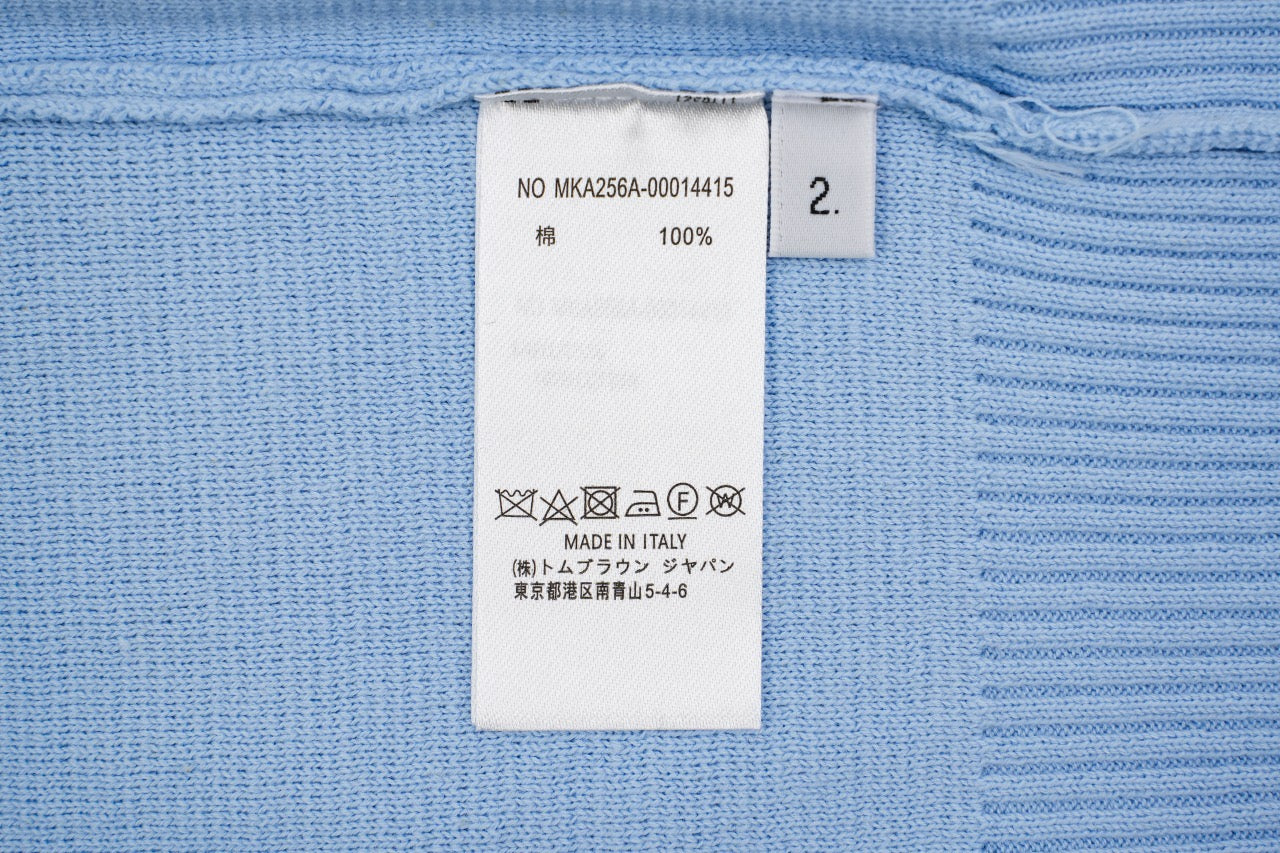 NO MKA256A-00014415
棉 100%
2.
F W
MADE IN ITALY
(株)トムブラウン ジヤパン
東京都港区南青山5-4-6